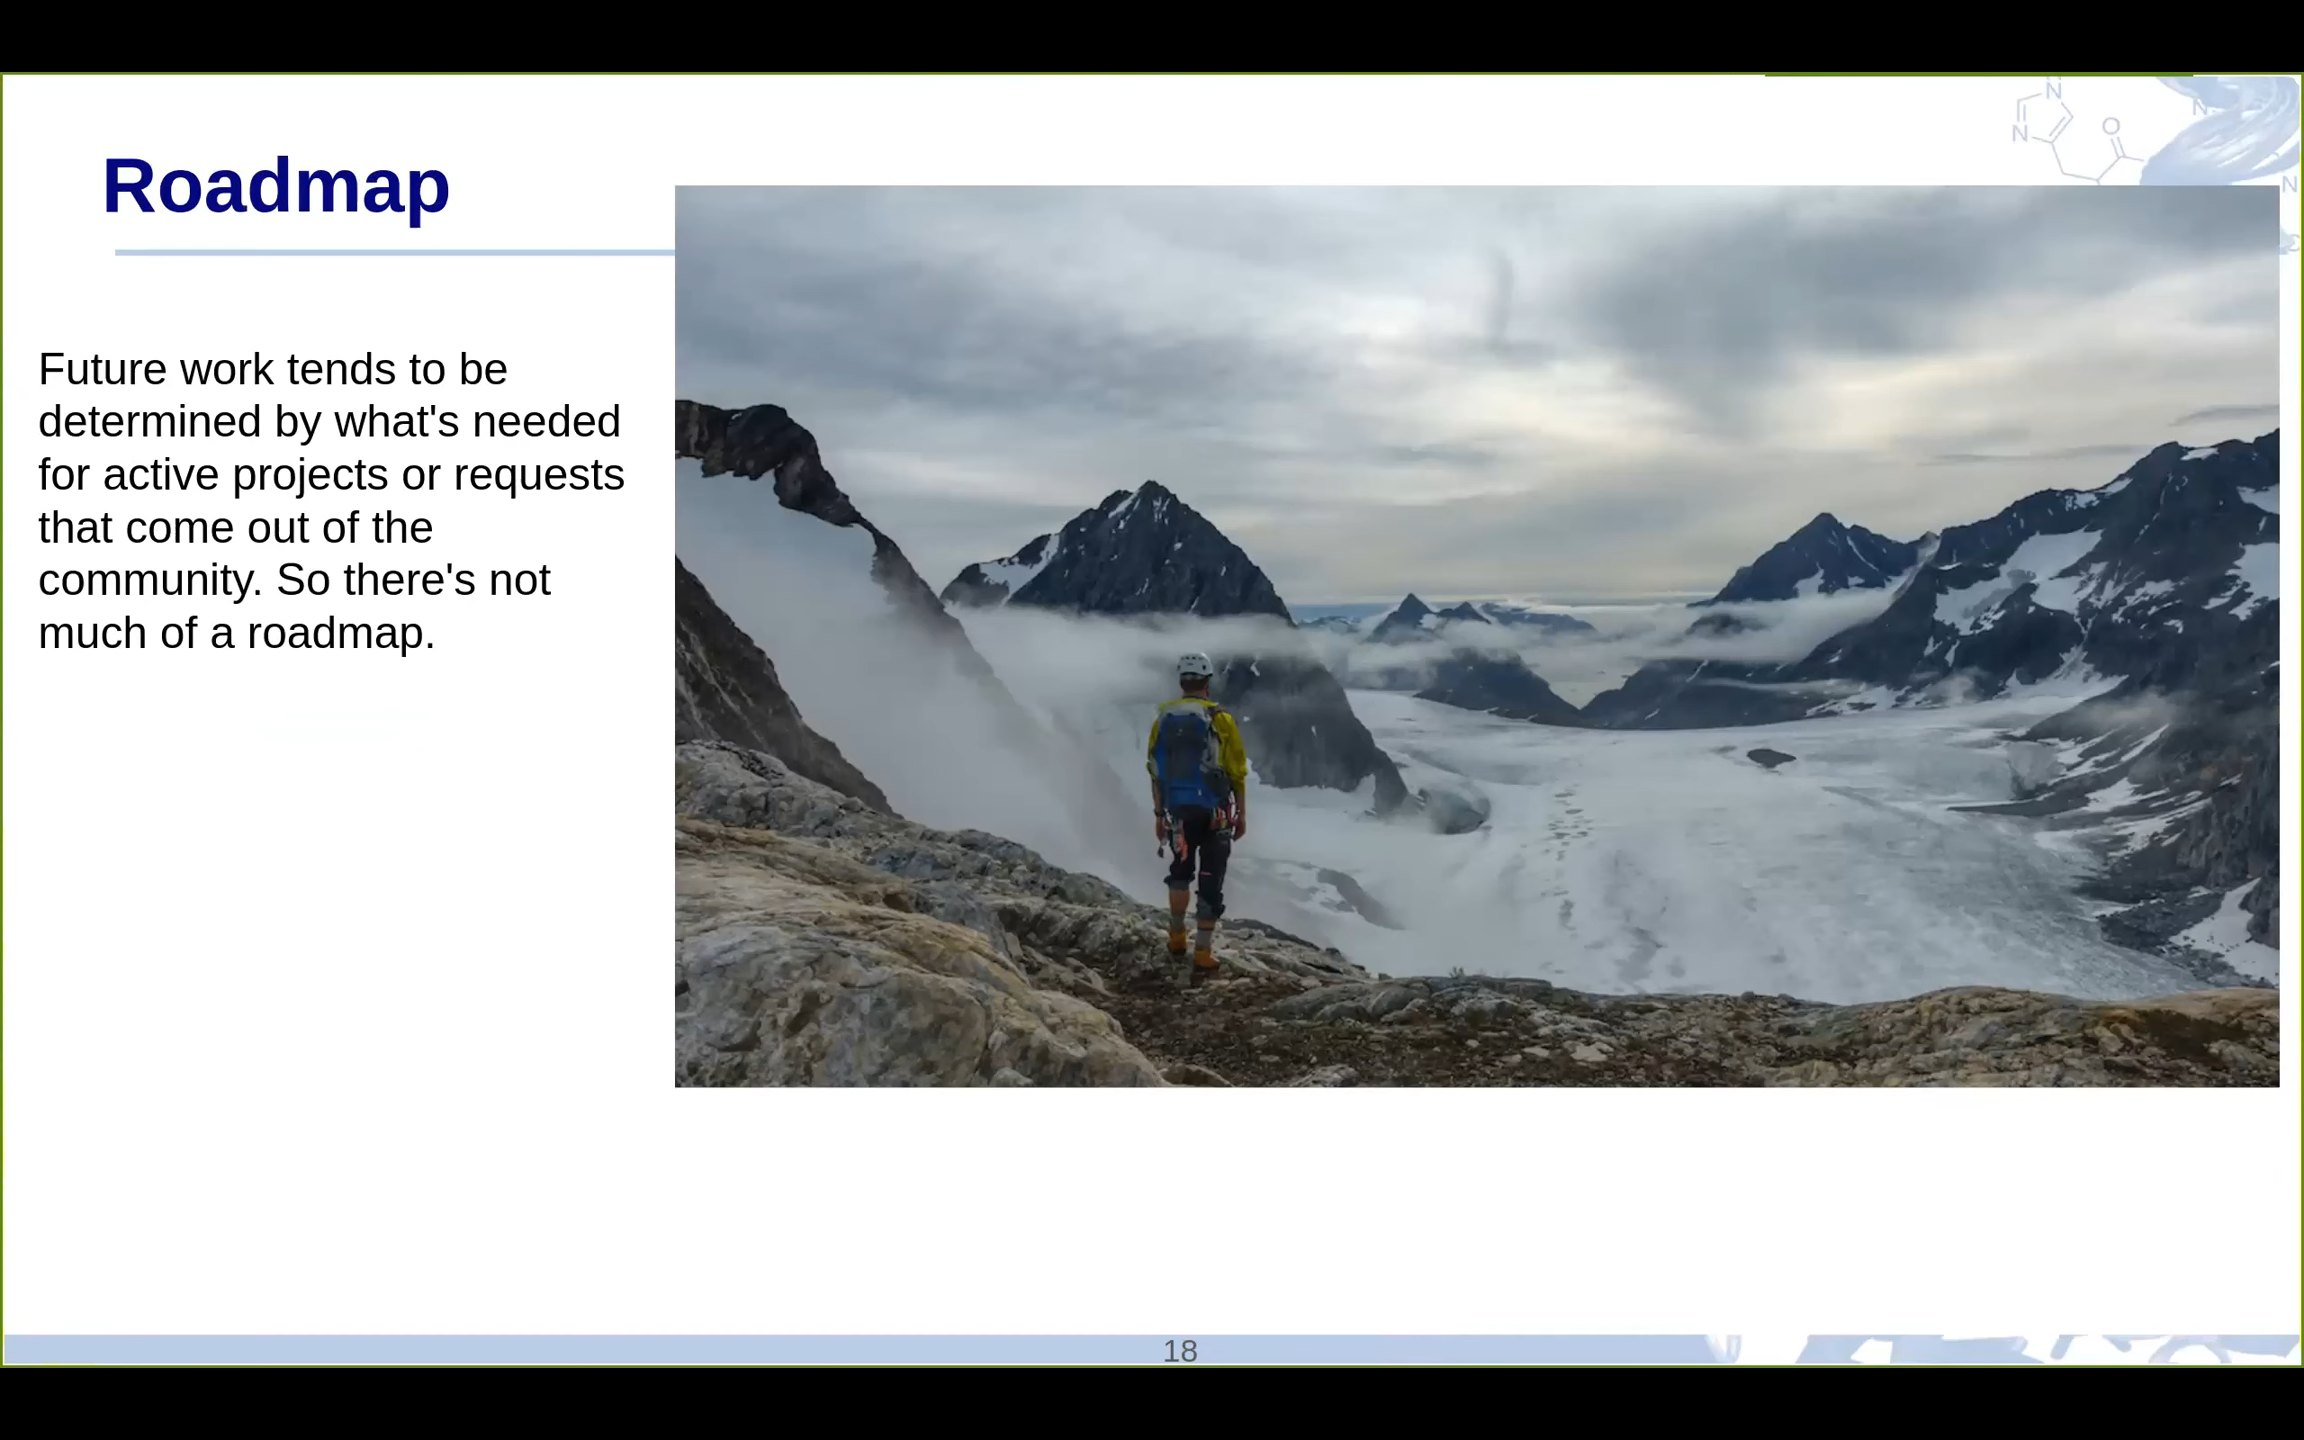 Roadmap
Future work tends to be
determined by what's needed
for active projects or requests
that come out of the
community. So there's not
much of a roadmap.
18
N
N
O
N
N